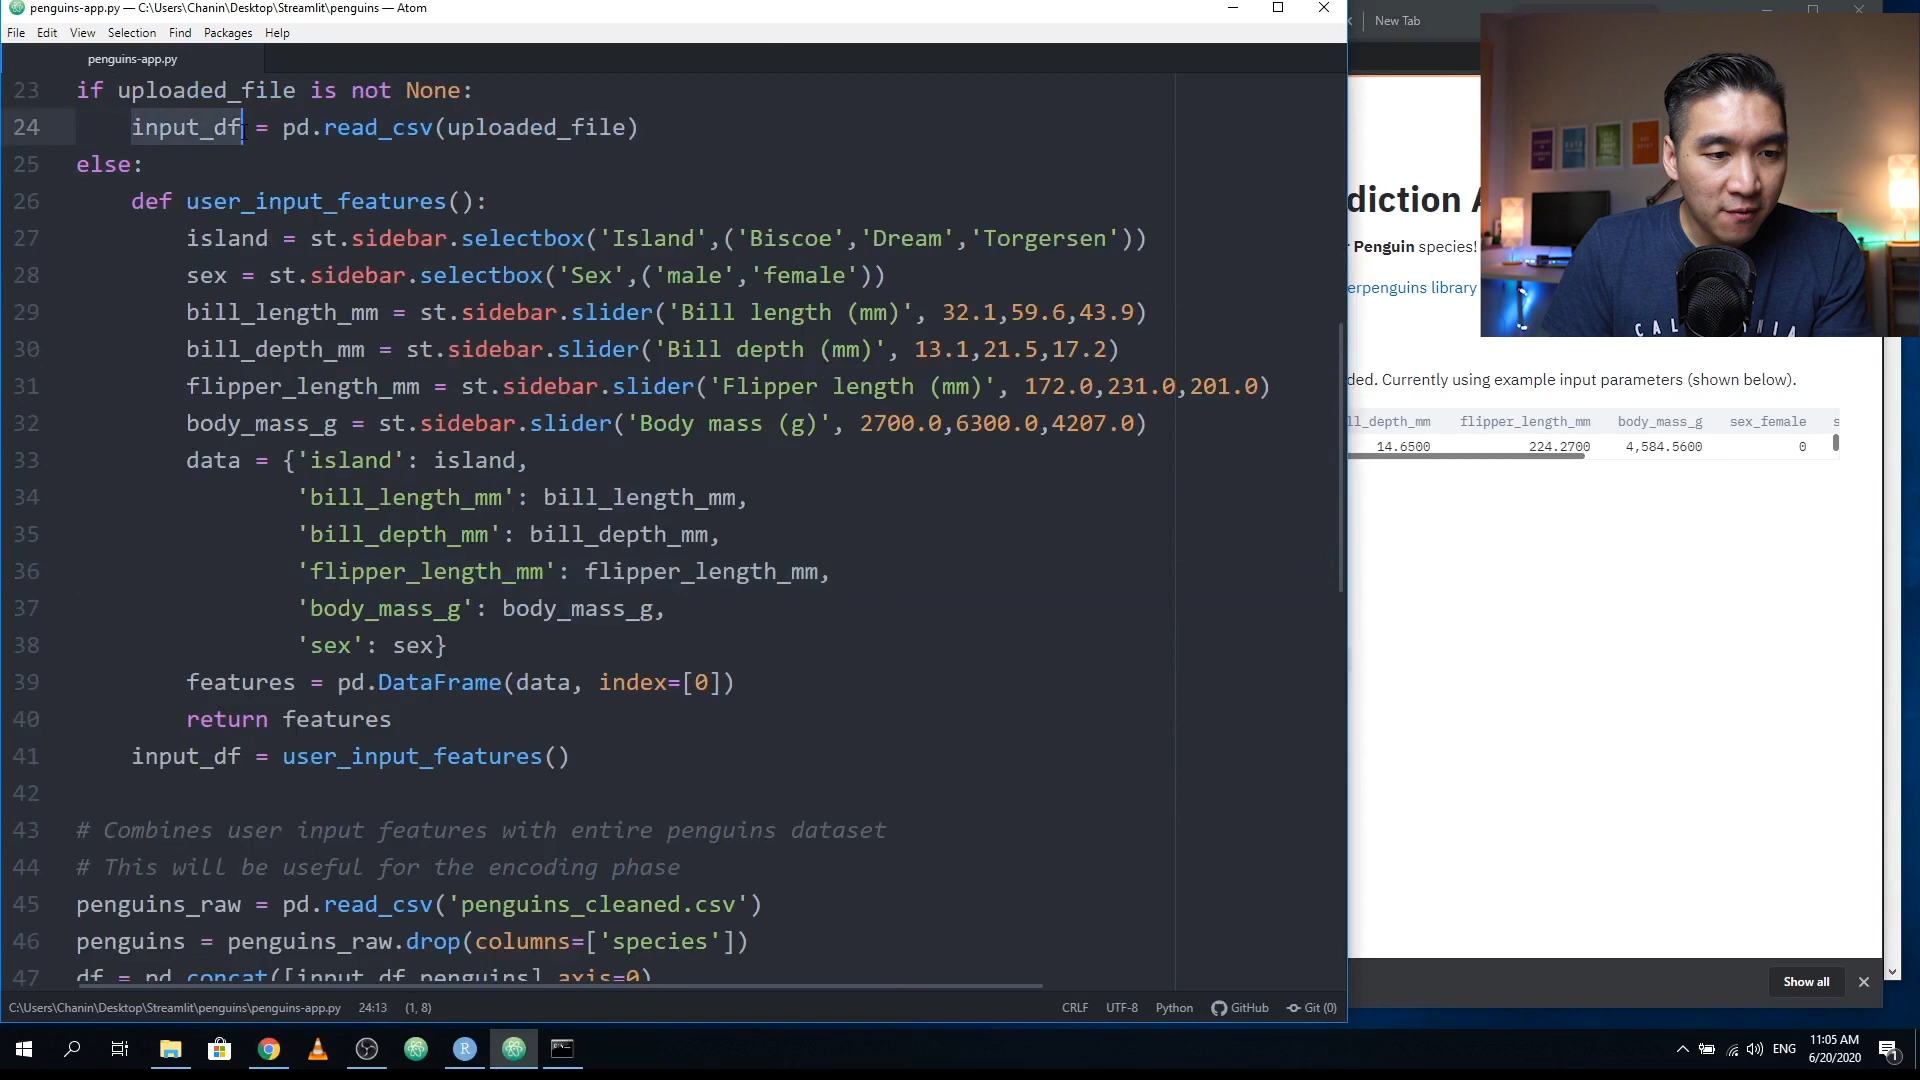 penguins-app.py — C:\Users\Chanin\Desktop\Streamlit\penguins — Atom
File Edit View Selection Find Packages Help
penguins-app.py
23 if uploaded_file is not None:
24 input_df = pd.read_csv(uploaded_file)
25 else:
26 def user_input_features():
27 island = st.sidebar.selectbox('Island',('Biscoe','Dream','Torgersen'))
28 sex = st.sidebar.selectbox('Sex',('male','female'))
29 bill_length_mm = st.sidebar.slider('Bill length (mm)', 32.1,59.6,43.9)
30 bill_depth_mm = st.sidebar.slider('Bill depth (mm)', 13.1,21.5,17.2)
31 flipper_length_mm = st.sidebar.slider('Flipper length (mm)', 172.0,231.0,201.0)
32 body_mass_g = st.sidebar.slider('Body mass (g)', 2700.0,6300.0,4207.0)
33 data = {'island': island,
34 'bill_length_mm': bill_length_mm,
35 'bill_depth_mm': bill_depth_mm,
36 'flipper_length_mm': flipper_length_mm,
37 'body_mass_g': body_mass_g,
38 'sex': sex}
39 features = pd.DataFrame(data, index=[0])
40 return features
41 input_df = user_input_features()
42
43 # Combines user input features with entire penguins dataset
44 # This will be useful for the encoding phase
45 penguins_raw = pd.read_csv('penguins_cleaned.csv')
46 penguins = penguins_raw.drop(columns=['species'])
47 df = pd.concat([input_df,penguins],axis=0)
C:\Users\Chanin\Desktop\Streamlit\penguins\penguins-app.py 24:13 (1, 8) CRLF UTF-8 Python GitHub Git (0)
New Tab
diction A
r Penguin species!
erpenguins library
CALIFORNIA
ded. Currently using example input parameters (shown below).
ll_depth_mm flipper_length_mm body_mass_g sex_female s
14.6500 224.2700 4,584.5600 0
Show all
ENG 11:05 AM
6/20/2020
1